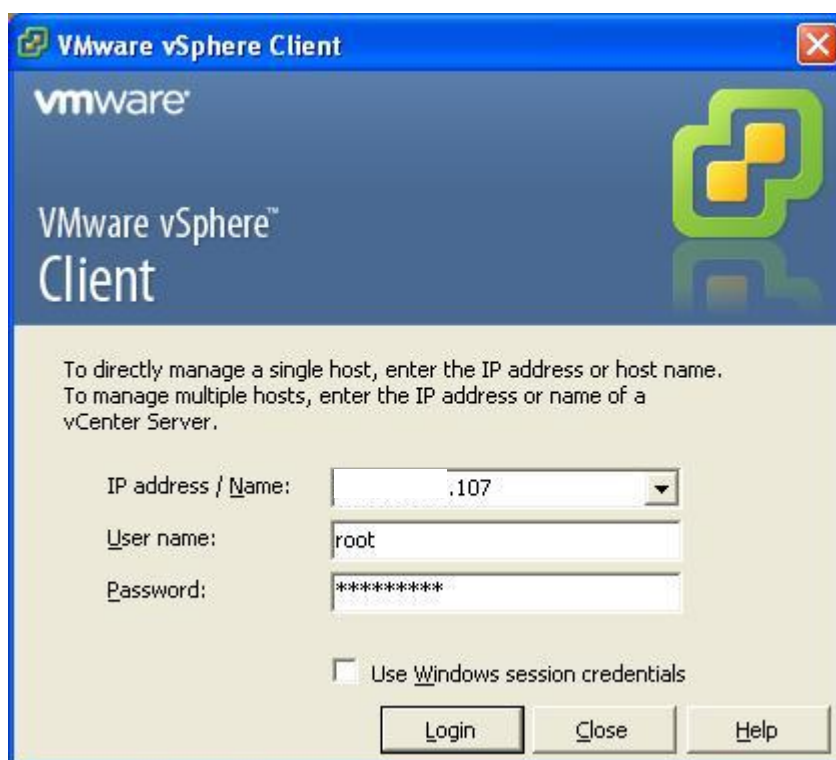 VMware vSphere Client
vmware®
VMware vSphere™
Client
To directly manage a single host, enter the IP address or host name.
To manage multiple hosts, enter the IP address or name of a
vCenter Server.
IP address / Name: .107
User name: root
Password: *********
Use Windows session credentials
Login Close Help